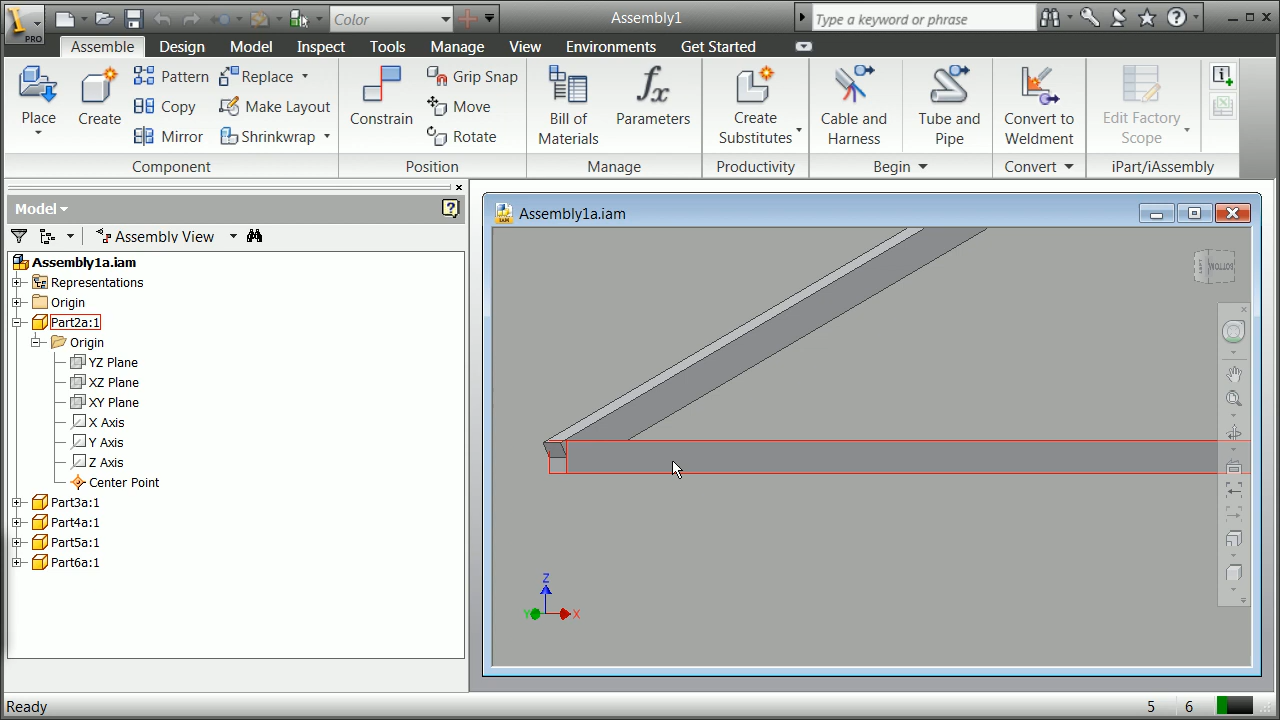 Color
Assembly1
Type a keyword or phrase
PRO
Assemble Design Model Inspect Tools Manage View Environments Get Started
Place
Create
Pattern
Copy
Mirror
Replace
Make Layout
Shrinkwrap
Component
Constrain
Grip Snap
Move
Rotate
Position
Bill of
Materials
fx
Parameters
Manage
Create
Substitutes
Productivity
Cable and
Harness
Tube and
Pipe
Begin
Convert to
Weldment
Convert
Edit Factory
Scope
iPart/iAssembly
Model
Assembly View
Assembly1a.iam
Representations
Origin
Part2a:1
Origin
YZ Plane
XZ Plane
XY Plane
X Axis
Y Axis
Z Axis
Center Point
Part3a:1
Part4a:1
Part5a:1
Part6a:1
IAM
Assembly1a.iam
BOTTOM
Z
Y
X
Ready
5 6